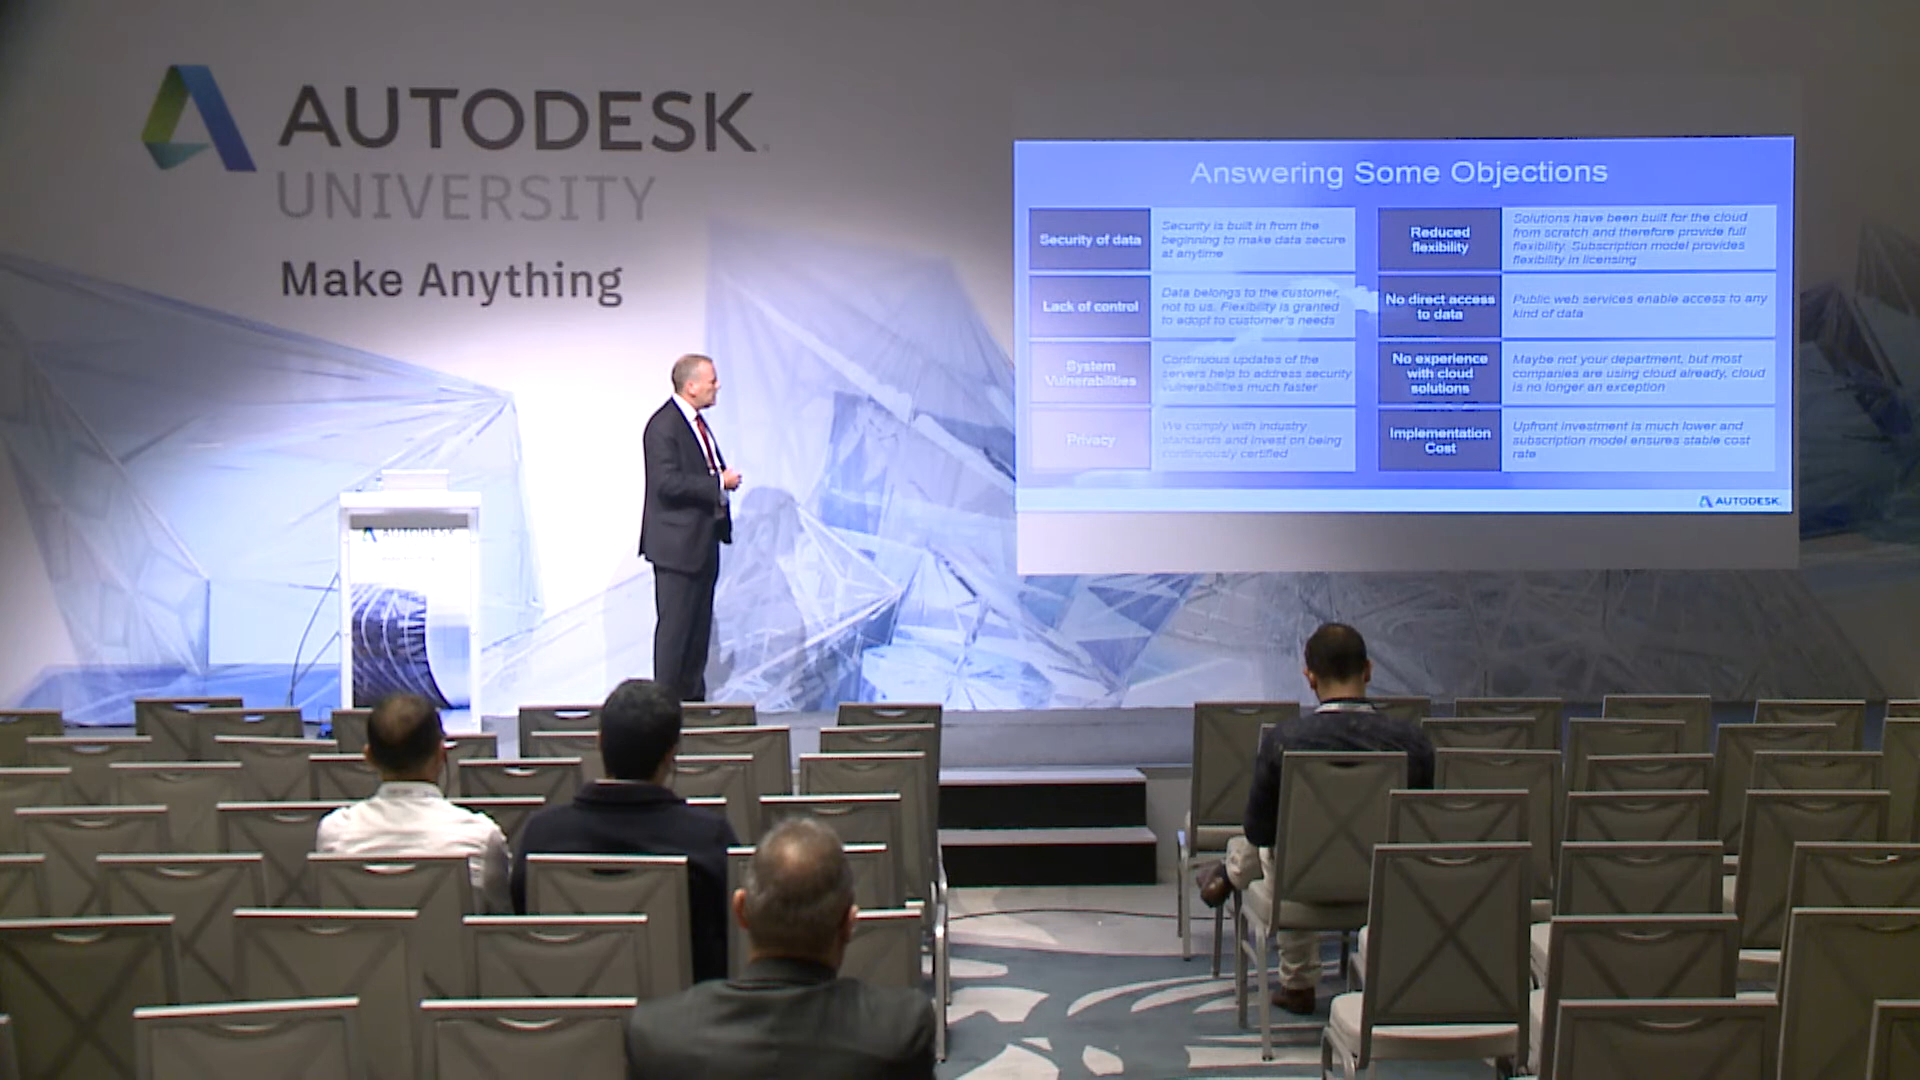 AUTODESK
UNIVERSITY
Make Anything
AUTODESK
Answering Some Objections
Security of data
Security is built in from the
beginning to make data secure
at anytime
Lack of control
Data belongs to the customer,
not to us. Flexibility is granted
to adopt to customer's needs
System
Vulnerabilities
Continuous updates of the
servers help to address security
vulnerabilities much faster
Privacy
We comply with industry
standards and invest on being
continuously certified
Reduced
flexibility
Solutions have been built for the cloud
from scratch and therefore provide full
flexibility. Subscription model provides
flexibility in licensing
No direct access
to data
Public web services enable access to any
kind of data
No experience
with cloud
solutions
Maybe not your department, but most
companies are using cloud already, cloud
is no longer an exception
Implementation
Cost
Upfront investment is much lower and
subscription model ensures stable cost
rate
AUTODESK.